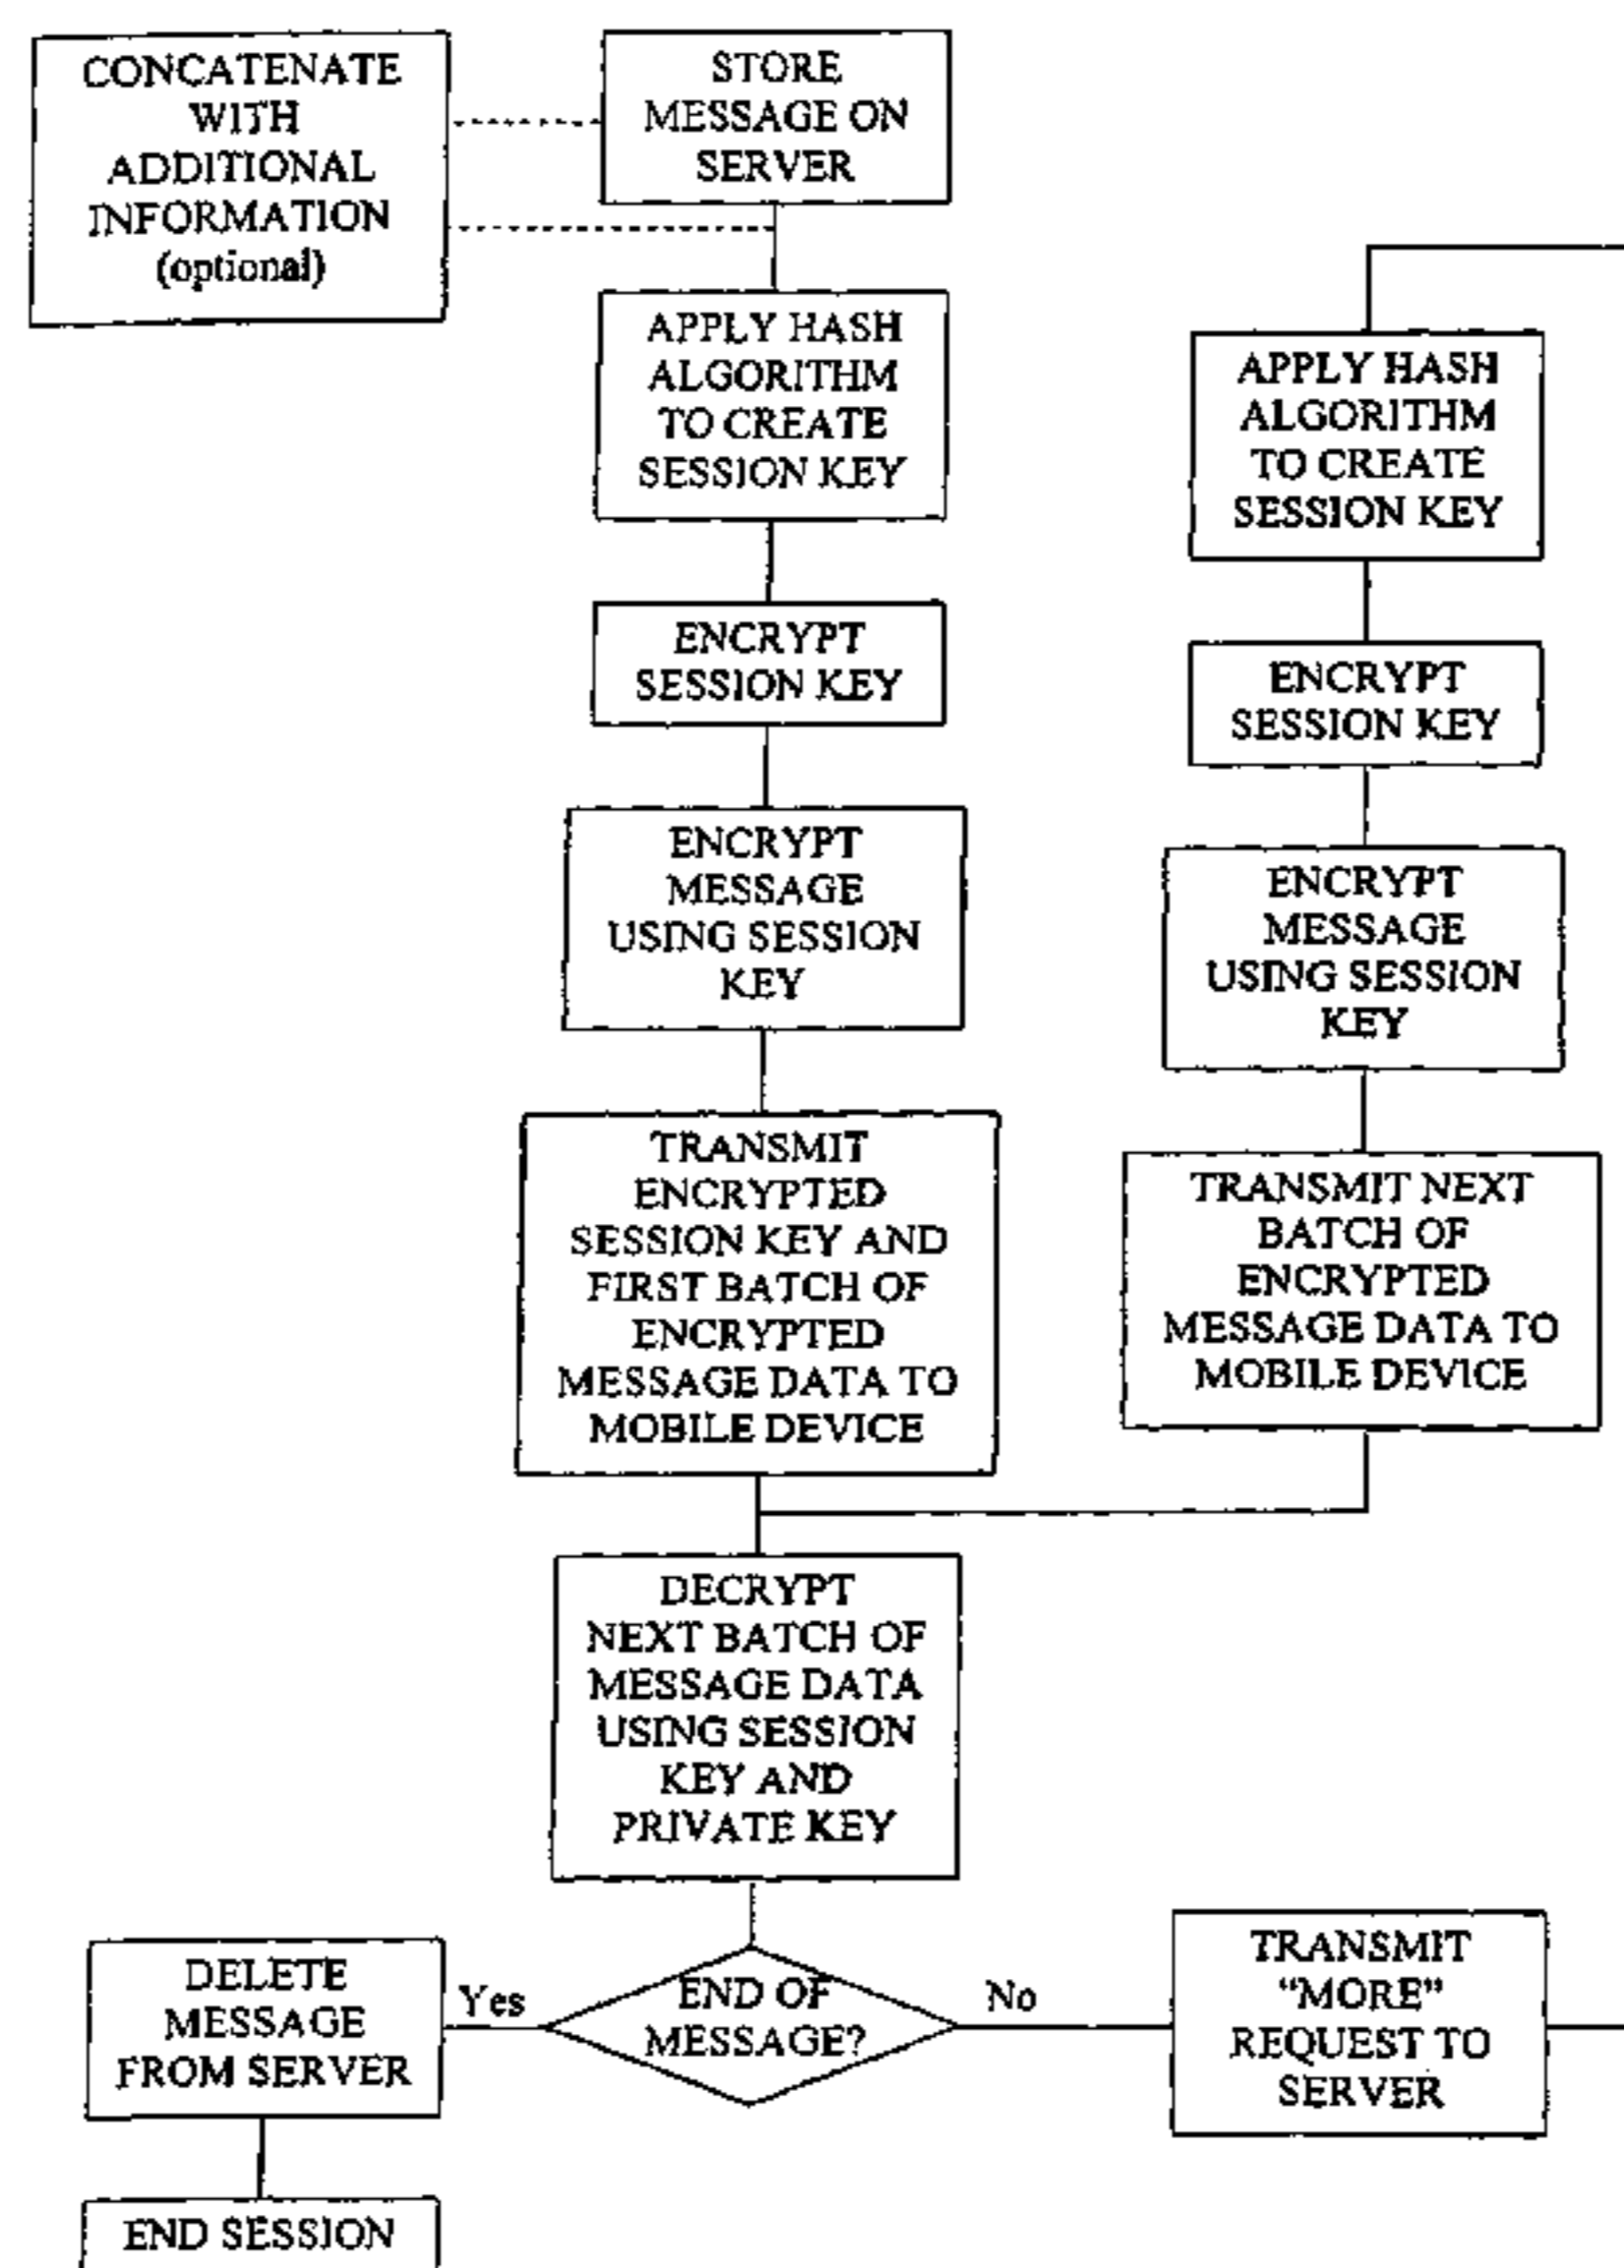 CONCATENATE
WITH
ADDITIONAL
INFORMATION
(optional)
STORE
MESSAGE ON
SERVER
APPLY HASH
ALGORITHM
TO CREATE
SESSION KEY
ENCRYPT
SESSION KEY
ENCRYPT
MESSAGE
USING SESSION
KEY
TRANSMIT
ENCRYPTED
SESSION KEY AND
FIRST BATCH OF
ENCRYPTED
MESSAGE DATA TO
MOBILE DEVICE
APPLY HASH
ALGORITHM
TO CREATE
SESSION KEY
ENCRYPT
SESSION KEY
ENCRYPT
MESSAGE
USING SESSION
KEY
TRANSMIT NEXT
BATCH OF
ENCRYPTED
MESSAGE DATA TO
MOBILE DEVICE
DECRYPT
NEXT BATCH OF
MESSAGE DATA
USING SESSION
KEY AND
PRIVATE KEY
END OF
MESSAGE?
Yes
No
DELETE
MESSAGE
FROM SERVER
TRANSMIT
“MORE”
REQUEST TO
SERVER
END SESSION